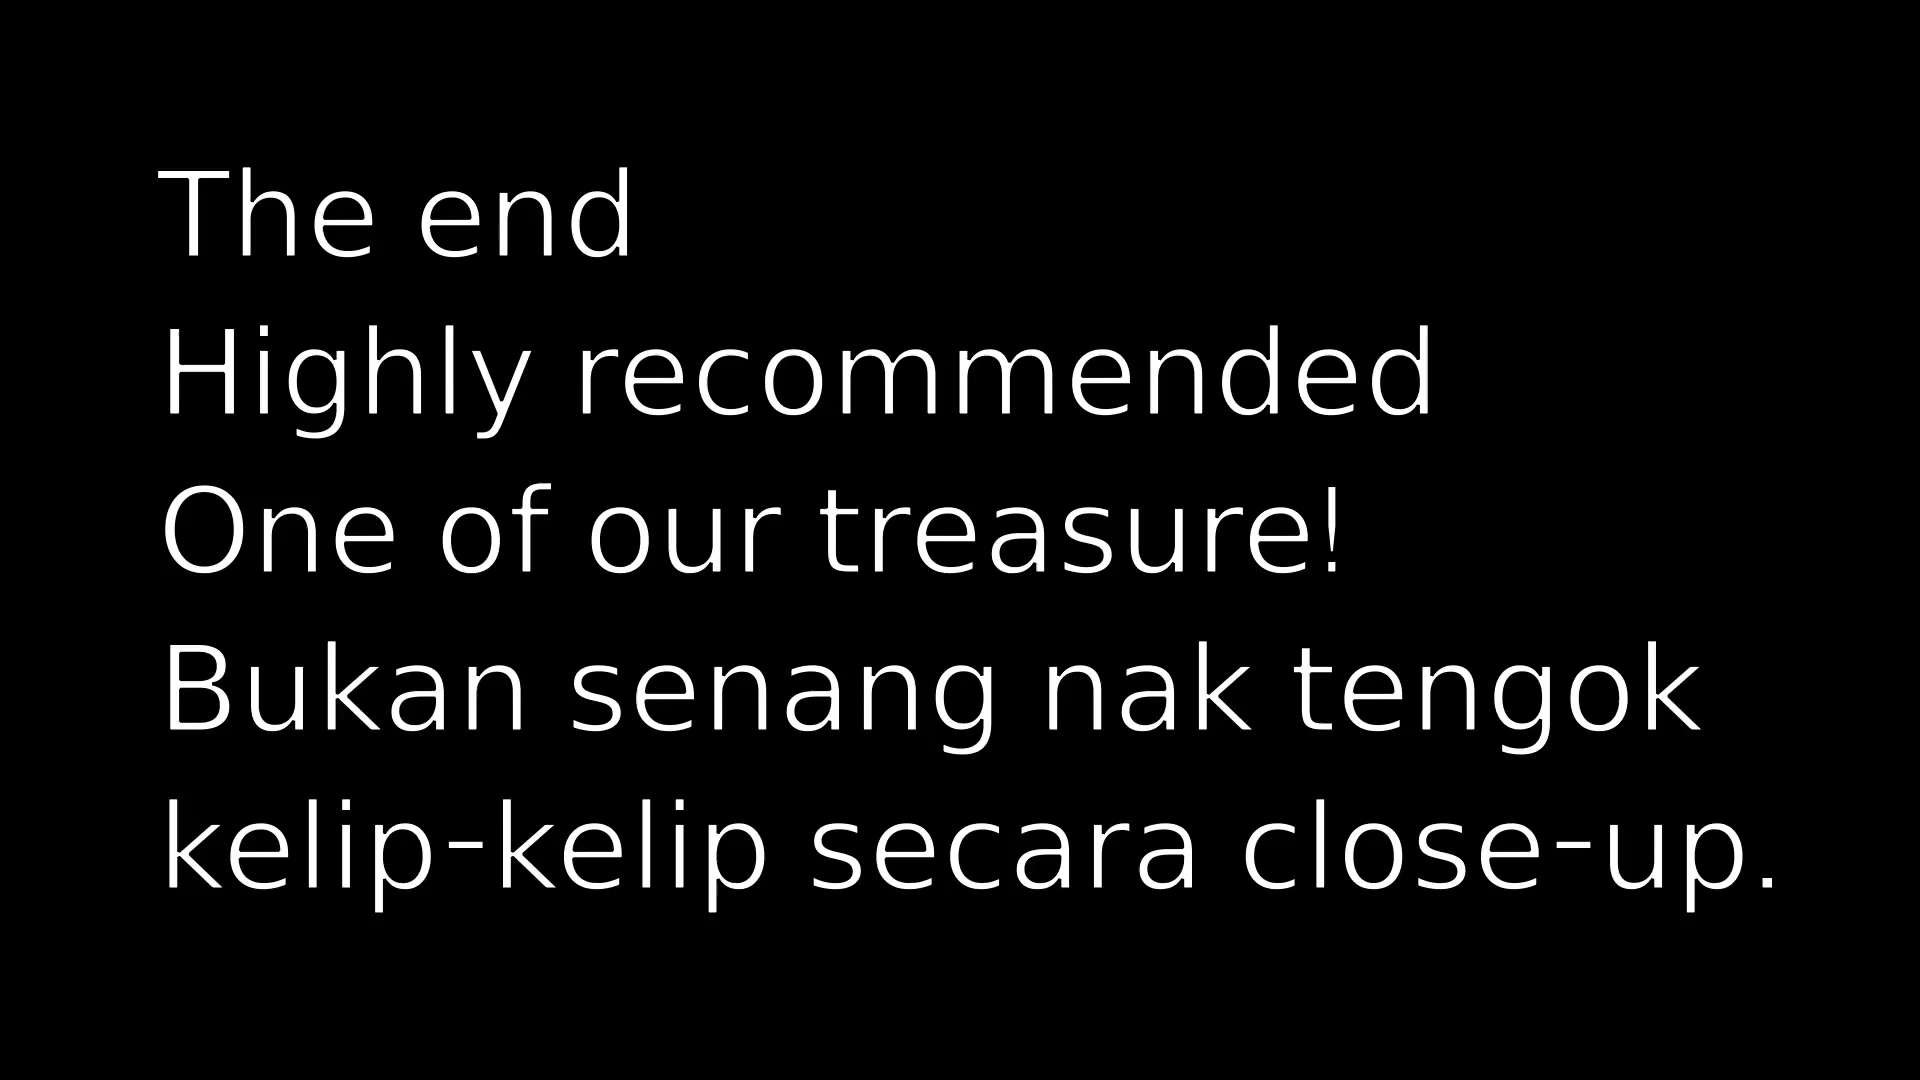 The end
Highly recommended
One of our treasure!
Bukan senang nak tengok
kelip-kelip secara close-up.